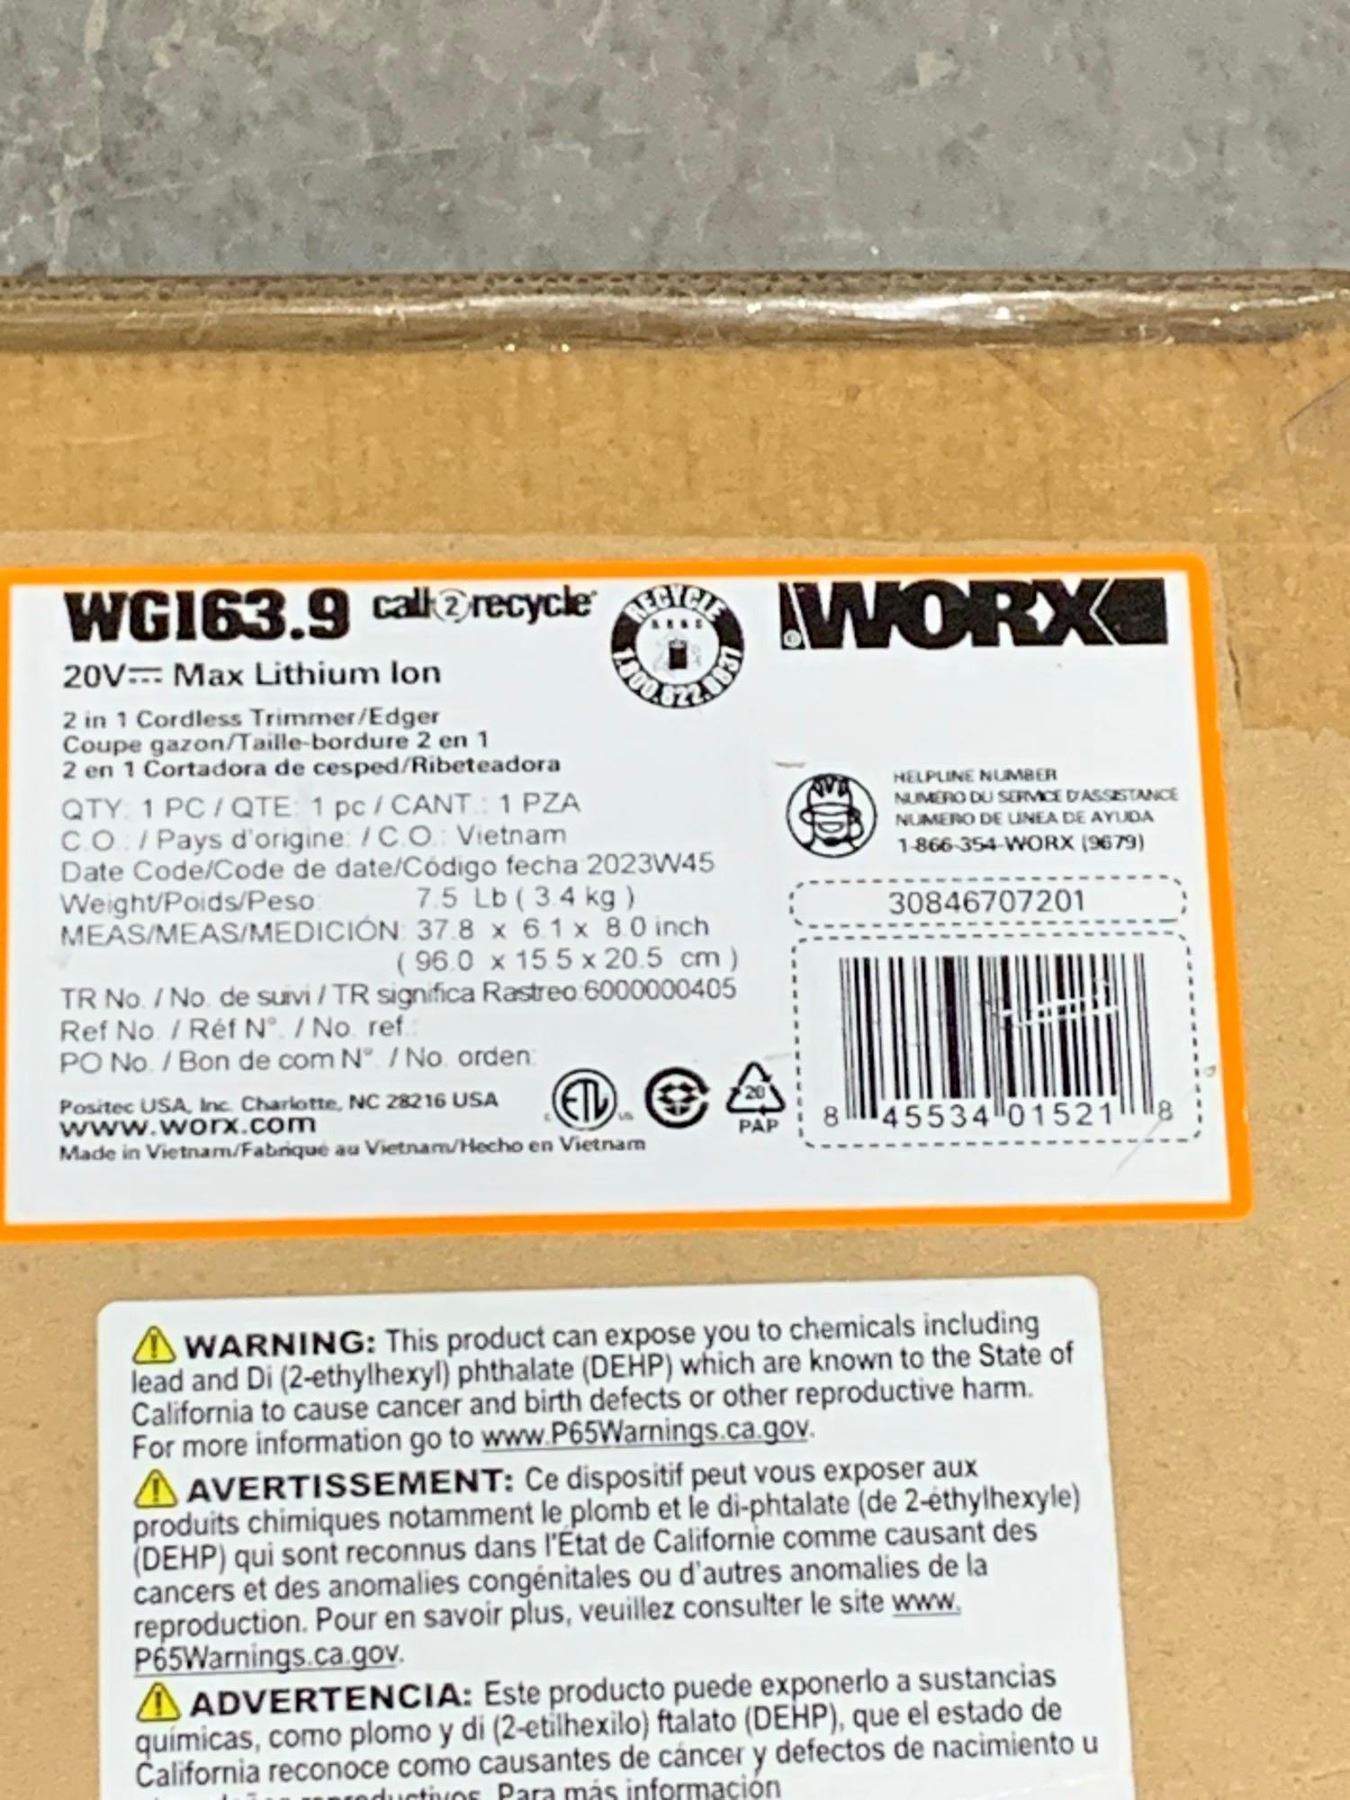 WG163.9 call2recycle RECYCLE 1.800.822.8837 WORX
20V Max Lithium Ion
2 in 1 Cordless Trimmer/Edger
Coupe gazon/Taille-bordure 2 en 1
2 en 1 Cortadora de cesped/Ribeteadora
QTY: 1 PC / QTE: 1 pc / CANT.: 1 PZA
C.O.: / Pays d'origine: / C.O.: Vietnam
Date Code/Code de date/Código fecha 2023W45
Weight/Poids/Peso: 7.5 Lb ( 3.4 kg )
MEAS/MEAS/MEDICIÓN: 37.8 x 6.1 x 8.0 inch
( 96.0 x 15.5 x 20.5 cm )
TR No. / No. de suivi / TR significa Rastreo:6000000405
Ref No. / Réf N°. / No. ref.:
PO No. / Bon de com N°. / No. orden:
Positec USA, Inc. Charlotte, NC 28216 USA
www.worx.com
Made in Vietnam/Fabriqué au Vietnam/Hecho en Vietnam
ETL
20
PAP
HELPLINE NUMBER
NUMÉRO DU SERVICE D'ASSISTANCE
NUMERO DE LINEA DE AYUDA
1-866-354-WORX (9679)
30846707201
8 45534 01521 8
WARNING: This product can expose you to chemicals including
lead and Di (2-ethylhexyl) phthalate (DEHP) which are known to the State of
California to cause cancer and birth defects or other reproductive harm.
For more information go to www.P65Warnings.ca.gov.
AVERTISSEMENT: Ce dispositif peut vous exposer aux
produits chimiques notamment le plomb et le di-phtalate (de 2-éthylhexyle)
(DEHP) qui sont reconnus dans l'État de Californie comme causant des
cancers et des anomalies congénitales ou d'autres anomalies de la
reproduction. Pour en savoir plus, veuillez consulter le site www.
P65Warnings.ca.gov.
ADVERTENCIA: Este producto puede exponerlo a sustancias
químicas, como plomo y di (2-etilhexilo) ftalato (DEHP), que el estado de
California reconoce como causantes de cáncer y defectos de nacimiento u
reproductivos. Para más información